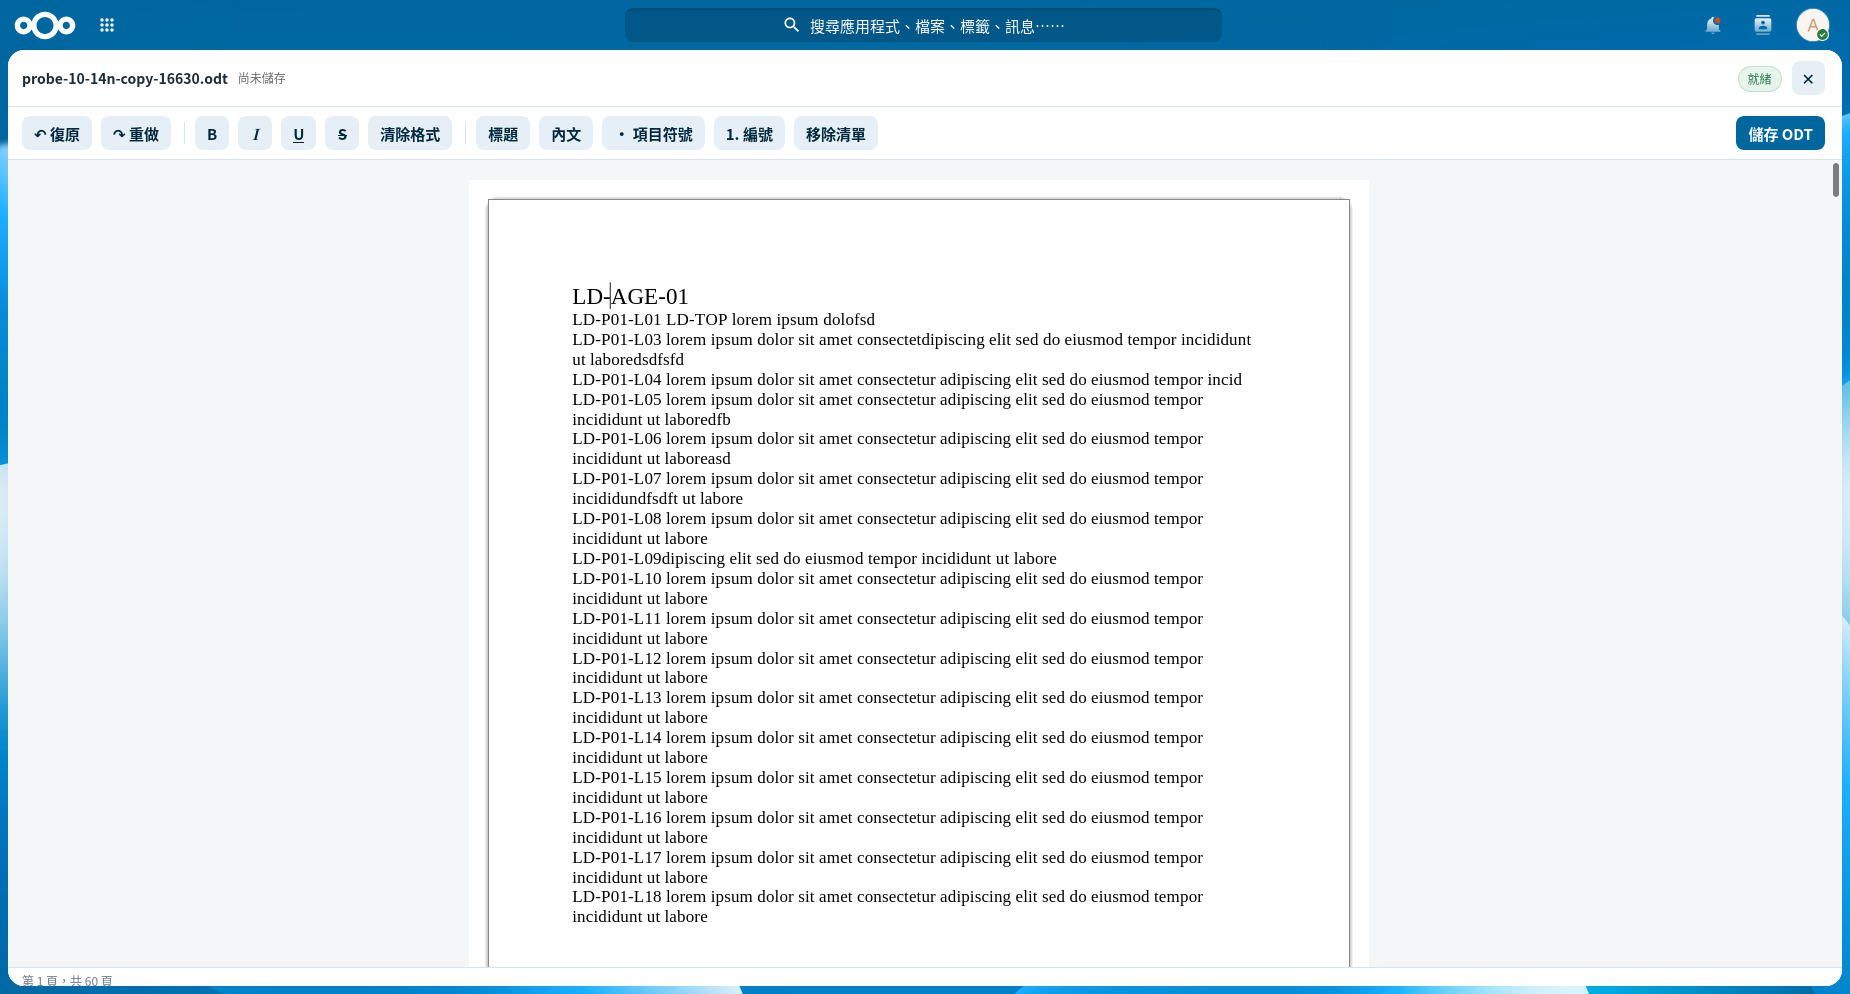 搜尋應用程式、檔案、標籤、訊息……
A
probe-10-14n-copy-16630.odt 尚未儲存
就緒 ×
↶ 復原 ↷ 重做 B I U S 清除格式 標題 內文 • 項目符號 1. 編號 移除清單 儲存 ODT
LD-AGE-01
LD-P01-L01 LD-TOP lorem ipsum dolofsd
LD-P01-L03 lorem ipsum dolor sit amet consectetdipiscing elit sed do eiusmod tempor incididunt
ut laboredsdfsfd
LD-P01-L04 lorem ipsum dolor sit amet consectetur adipiscing elit sed do eiusmod tempor incid
LD-P01-L05 lorem ipsum dolor sit amet consectetur adipiscing elit sed do eiusmod tempor
incididunt ut laboredfb
LD-P01-L06 lorem ipsum dolor sit amet consectetur adipiscing elit sed do eiusmod tempor
incididunt ut laboreasd
LD-P01-L07 lorem ipsum dolor sit amet consectetur adipiscing elit sed do eiusmod tempor
incididundfsdft ut labore
LD-P01-L08 lorem ipsum dolor sit amet consectetur adipiscing elit sed do eiusmod tempor
incididunt ut labore
LD-P01-L09dipiscing elit sed do eiusmod tempor incididunt ut labore
LD-P01-L10 lorem ipsum dolor sit amet consectetur adipiscing elit sed do eiusmod tempor
incididunt ut labore
LD-P01-L11 lorem ipsum dolor sit amet consectetur adipiscing elit sed do eiusmod tempor
incididunt ut labore
LD-P01-L12 lorem ipsum dolor sit amet consectetur adipiscing elit sed do eiusmod tempor
incididunt ut labore
LD-P01-L13 lorem ipsum dolor sit amet consectetur adipiscing elit sed do eiusmod tempor
incididunt ut labore
LD-P01-L14 lorem ipsum dolor sit amet consectetur adipiscing elit sed do eiusmod tempor
incididunt ut labore
LD-P01-L15 lorem ipsum dolor sit amet consectetur adipiscing elit sed do eiusmod tempor
incididunt ut labore
LD-P01-L16 lorem ipsum dolor sit amet consectetur adipiscing elit sed do eiusmod tempor
incididunt ut labore
LD-P01-L17 lorem ipsum dolor sit amet consectetur adipiscing elit sed do eiusmod tempor
incididunt ut labore
LD-P01-L18 lorem ipsum dolor sit amet consectetur adipiscing elit sed do eiusmod tempor
incididunt ut labore
第 1 頁，共 60 頁